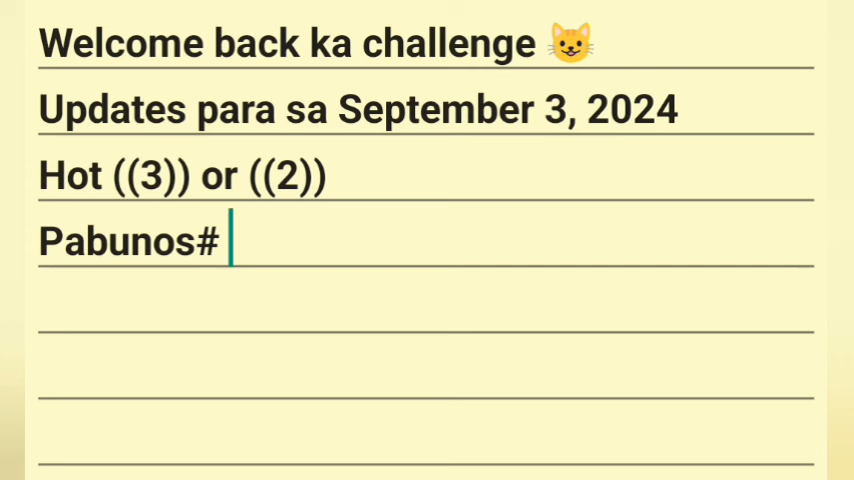 Welcome back ka challenge 😺
Updates para sa September 3, 2024
Hot ((3)) or ((2))
Pabunos#